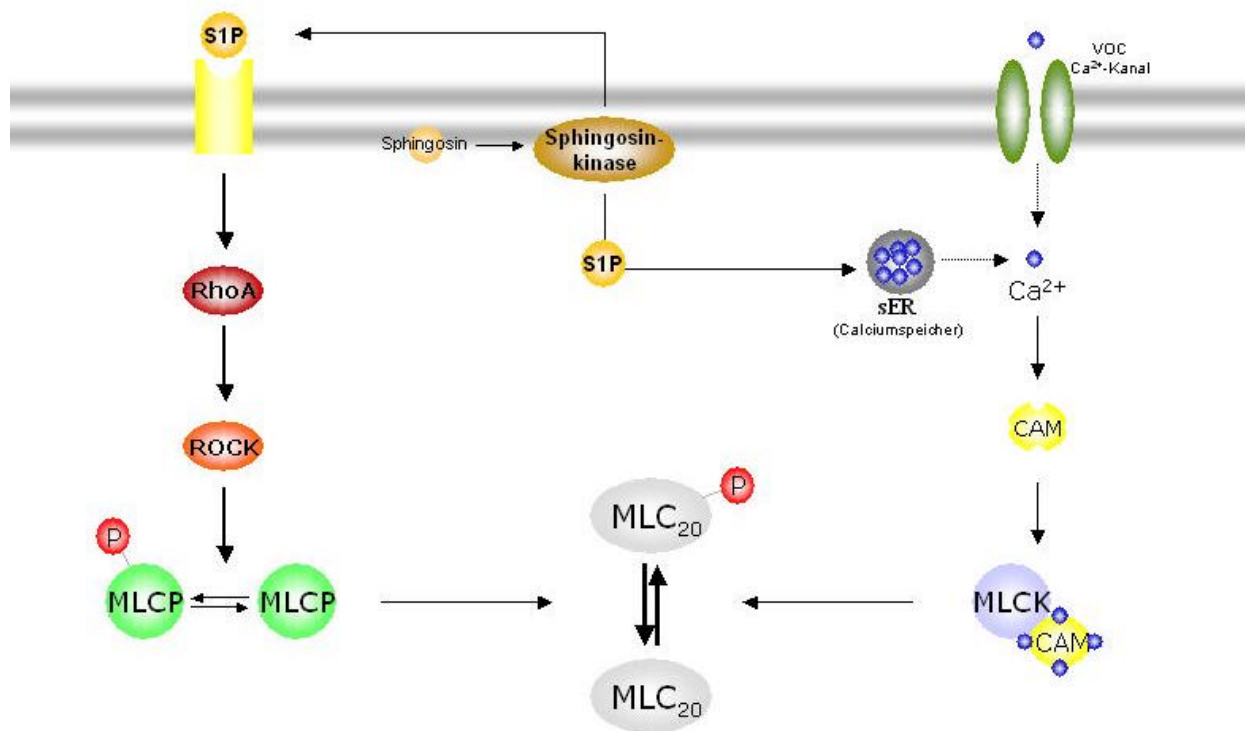 S1P
VOC
Ca²⁺-Kanal
Sphingosin
Sphingosin-
kinase
S1P
RhoA
Ca²⁺
sER
(Calciumspeicher)
CAM
ROCK
P
P
MLC₂₀
MLCP
MLCP
MLCK
CAM
MLC₂₀